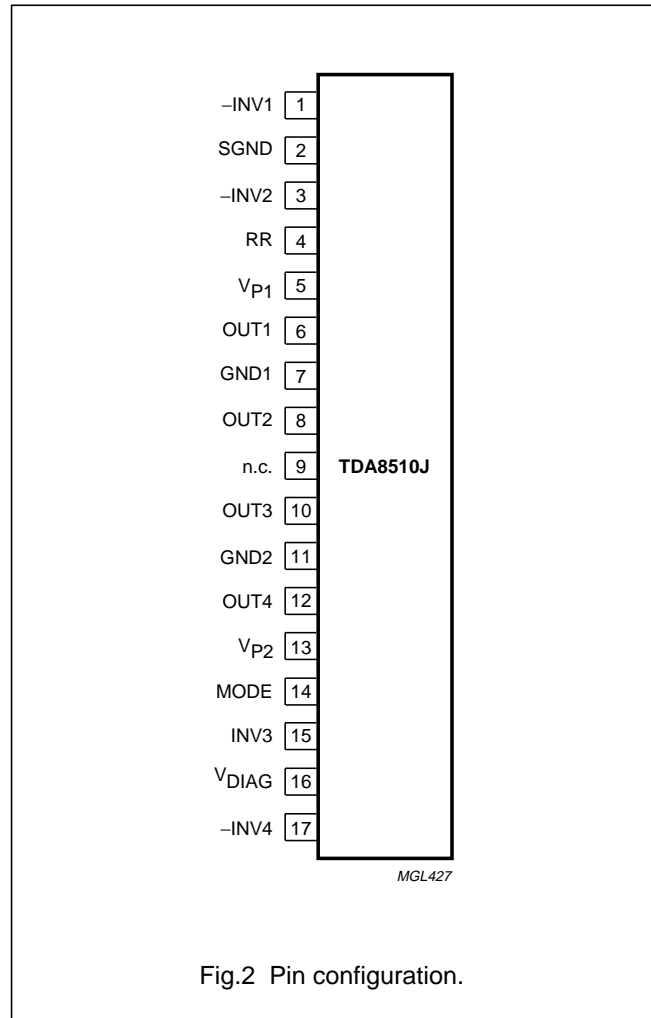 –INV1 1
SGND 2
–INV2 3
RR 4
VP1 5
OUT1 6
GND1 7
OUT2 8
n.c. 9 TDA8510J
OUT3 10
GND2 11
OUT4 12
VP2 13
MODE 14
INV3 15
VDIAG 16
–INV4 17
MGL427
Fig.2 Pin configuration.